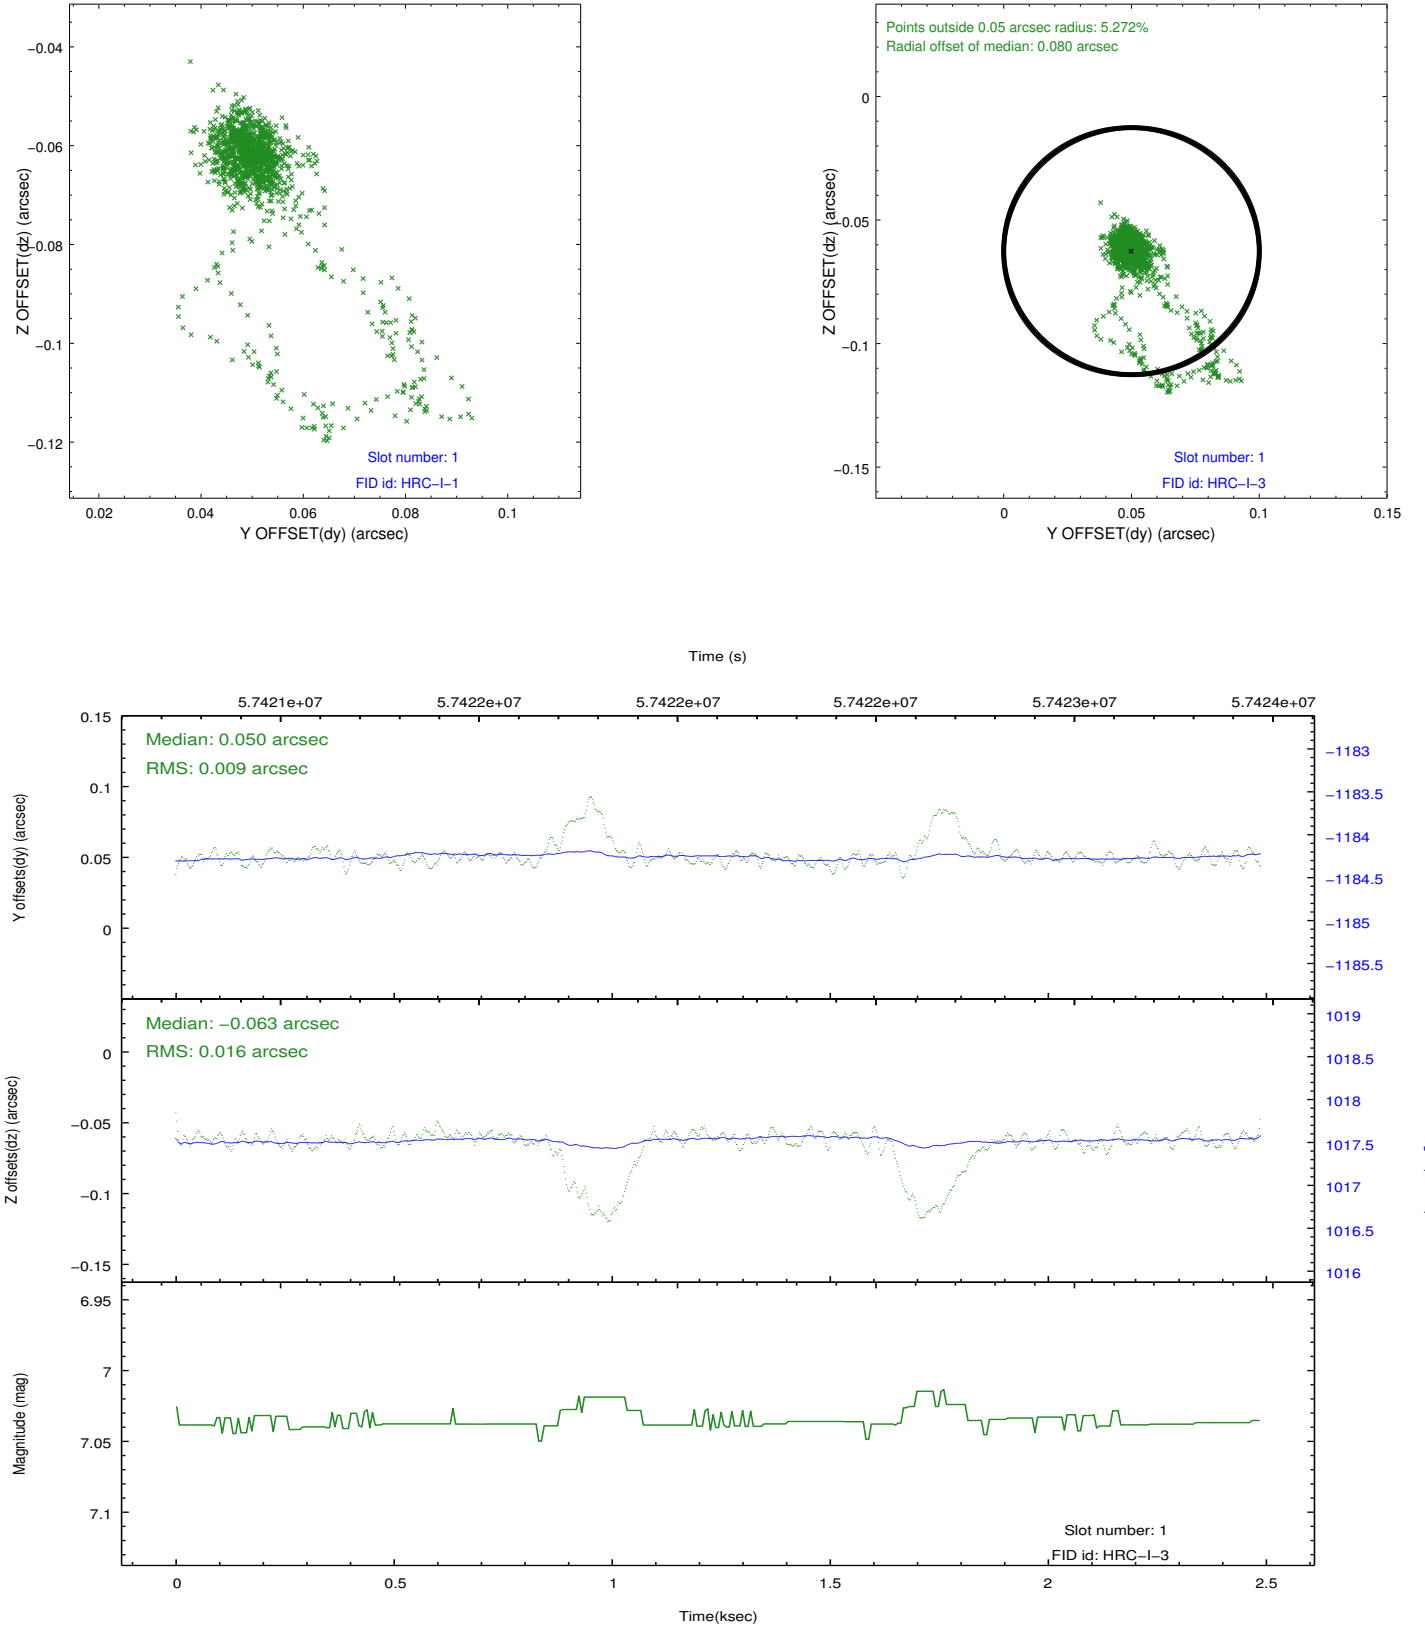 −0.04
−0.06
−0.08
−0.1
−0.12
Z OFFSET(dz) (arcsec)
Slot number: 1
FID id: HRC−I−1
0.02 0.04 0.06 0.08 0.1
Y OFFSET(dy) (arcsec)
Points outside 0.05 arcsec radius: 5.272%
Radial offset of median: 0.080 arcsec
0
−0.05
−0.1
−0.15
Z OFFSET(dz) (arcsec)
Slot number: 1
FID id: HRC−I−3
0 0.05 0.1 0.15
Y OFFSET(dy) (arcsec)
Time (s)
5.7421e+07 5.7422e+07 5.7422e+07 5.7422e+07 5.7423e+07 5.7424e+07
Median: 0.050 arcsec
RMS: 0.009 arcsec
0.15
0.1
0.05
0
Y offsets(dy) (arcsec)
−1183
−1183.5
−1184
−1184.5
−1185
−1185.5
Median: −0.063 arcsec
RMS: 0.016 arcsec
0
−0.05
−0.1
−0.15
Z offsets(dz) (arcsec)
1019
1018.5
1018
1017.5
1017
1016.5
1016
6.95
7
7.05
7.1
Magnitude (mag)
Slot number: 1
FID id: HRC−I−3
0 0.5 1 1.5 2 2.5
Time(ksec)